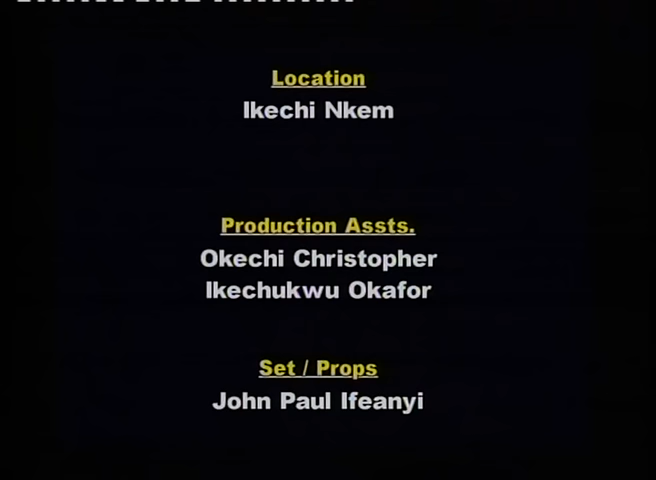 Location
Ikechi Nkem
Production Assts.
Okechi Christopher
Ikechukwu Okafor
Set / Props
John Paul Ifeanyi